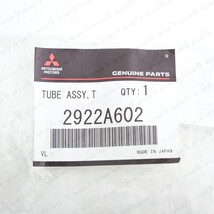 MITSUBISHI
MOTORS
GENUINE PARTS
TUBE ASSY,T QTY:1
2922A602
VL MADE IN JAPAN